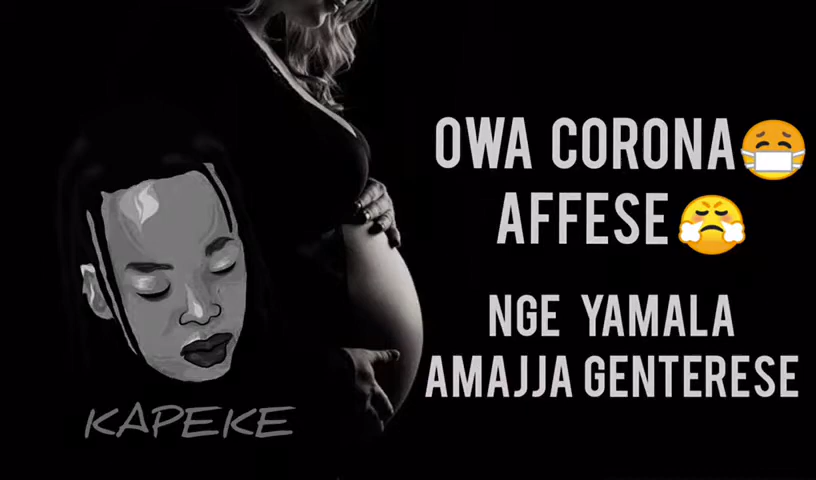 OWA CORONA😷
AFFESE😤
NGE YAMALA
AMAJJA GENTERESE
KAPEKE